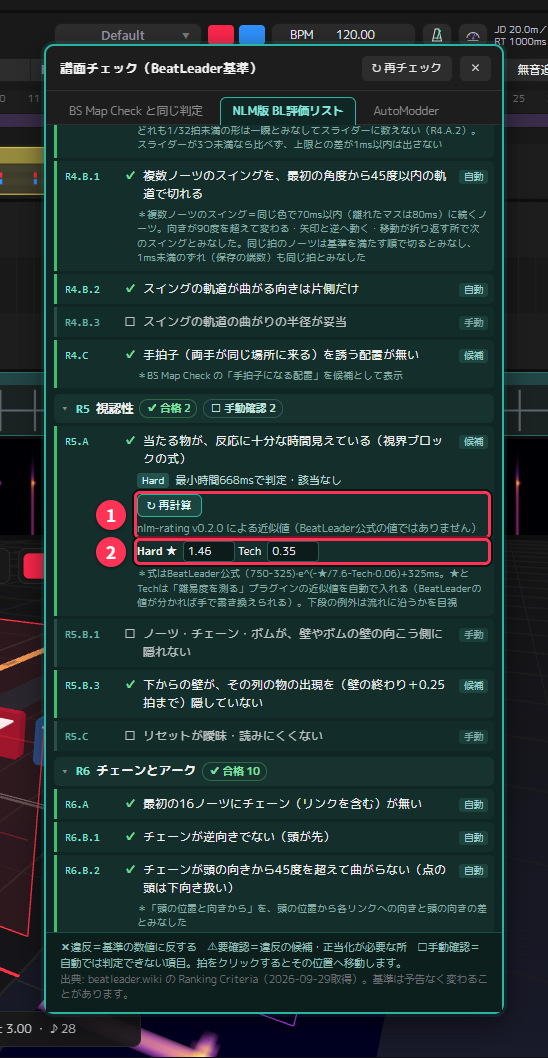 Default
BPM 120.00
JD 20.0m／
RT 1000ms
譜面チェック（BeatLeader基準）
↻ 再チェック
✕
無音追
0
11
25
BS Map Check と同じ判定
NLM版 BL評価リスト
AutoModder
どれも1/32拍未満の形は一瞬とみなしてスライダーに数えない（R4.A.2）。
スライダーが3つ未満なら比べず、上限との差が1ms以内は出さない
R4.B.1 ✓ 複数ノーツのスイングを、最初の角度から45度以内の軌
道で切れる
自動
＊複数ノーツのスイング＝同じ色で70ms以内（離れたマスは80ms）に続くノ
ーツ。向きが90度を超えて変わる・矢印と逆へ動く・移動が折り返す所で次
のスイングとみなした。同じ拍のノーツは基準を満たす順で切るとみなし、
1ms未満のずれ（保存の端数）も同じ拍とみなした
R4.B.2 ✓ スイングの軌道が曲がる向きは片側だけ 自動
R4.B.3 ☐ スイングの軌道の曲がりの半径が妥当 手動
R4.C ✓ 手拍子（両手が同じ場所に来る）を誘う配置が無い 候補
＊BS Map Check の「手拍子になる配置」を候補として表示
▾ R5 視認性 ✓ 合格 2 ☐ 手動確認 2
R5.A ✓ 当たる物が、反応に十分な時間見えている（視界ブロッ
クの式）
候補
Hard 最小時間668msで判定・該当なし
1
↻ 再計算
nlm-rating v0.2.0 による近似値（BeatLeader公式の値ではありません）
2
Hard ★ 1.46 Tech 0.35
＊式はBeatLeader公式（750-325)·e^(-★/7.6-Tech·0.06)+325ms。★と
Techは「難易度を測る」プラグインの近似値を自動で入れる（BeatLeaderの
値が分かれば手で書き換えられる）。下段の例外は流れに沿うかを目視
R5.B.1 ☐ ノーツ・チェーン・ボムが、壁やボムの壁の向こう側に
隠れない
手動
R5.B.3 ✓ 下からの壁が、その列の物の出現を（壁の終わり＋0.25
拍まで）隠していない
候補
R5.C ☐ リセットが曖昧・読みにくくない 手動
▾ R6 チェーンとアーク ✓ 合格 10
R6.A ✓ 最初の16ノーツにチェーン（リンクを含む）が無い 自動
R6.B.1 ✓ チェーンが逆向きでない（頭が先） 自動
R6.B.2 ✓ チェーンが頭の向きから45度を超えて曲がらない（点の
頭は下向き扱い）
自動
＊「頭の位置と向きから」を、頭の位置から各リンクへの向きと頭の向きの差
とみなした
✕違反＝基準の数値に反する ⚠要確認＝違反の候補・正当化が必要な所 ☐手動確認＝
自動では判定できない項目。拍をクリックするとその位置へ移動します。
出典: beatleader.wiki の Ranking Criteria（2026-09-29取得）。基準は予告なく変わるこ
とがあります。
3.00 · ♪ 28